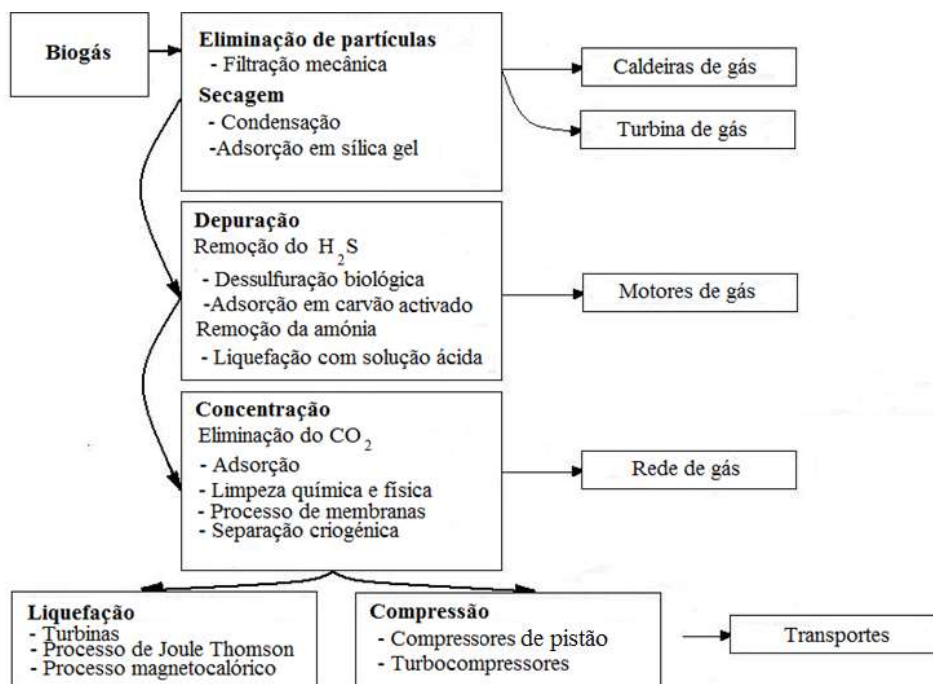 Biogás
Eliminação de partículas
- Filtração mecânica
Secagem
- Condensação
-Adsorção em sílica gel
Caldeiras de gás
Turbina de gás
Depuração
Remoção do H2S
- Dessulfuração biológica
-Adsorção em carvão activado
Remoção da amónia
- Liquefação com solução ácida
Motores de gás
Concentração
Eliminação do CO2
- Adsorção
- Limpeza química e física
- Processo de membranas
- Separação criogénica
Rede de gás
Liquefação
- Turbinas
- Processo de Joule Thomson
- Processo magnetocalórico
Compressão
- Compressores de pistão
- Turbocompressores
Transportes